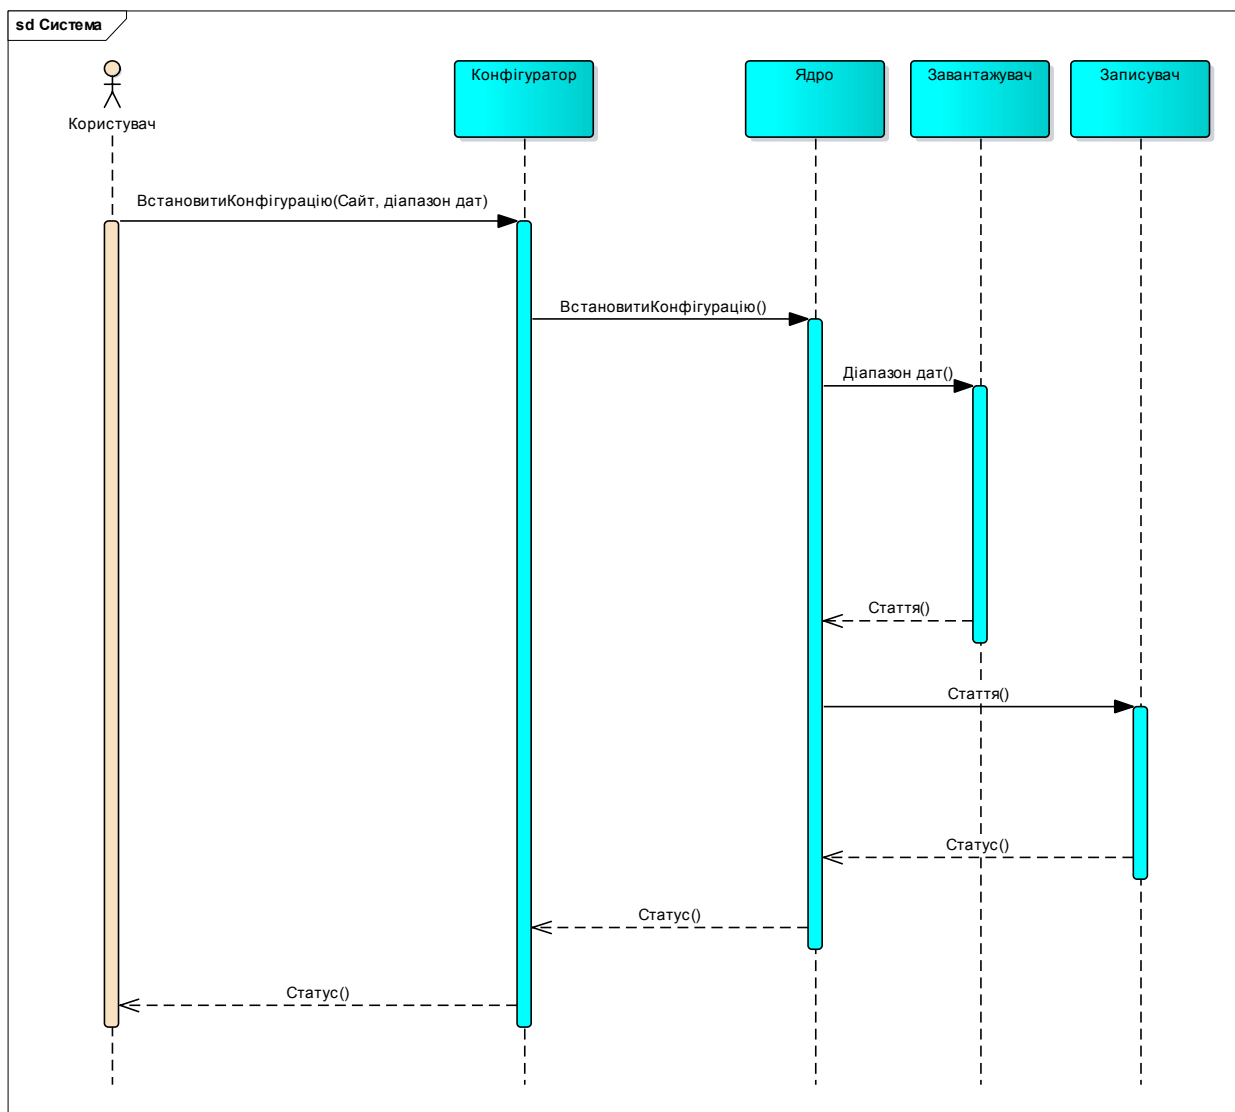 sd Система
Користувач
Конфігуратор
Ядро
Завантажувач
Записувач
ВстановитиКонфігурацію(Сайт, діапазон дат)
ВстановитиКонфігурацію()
Діапазон дат()
Стаття()
Стаття()
Статус()
Статус()
Статус()